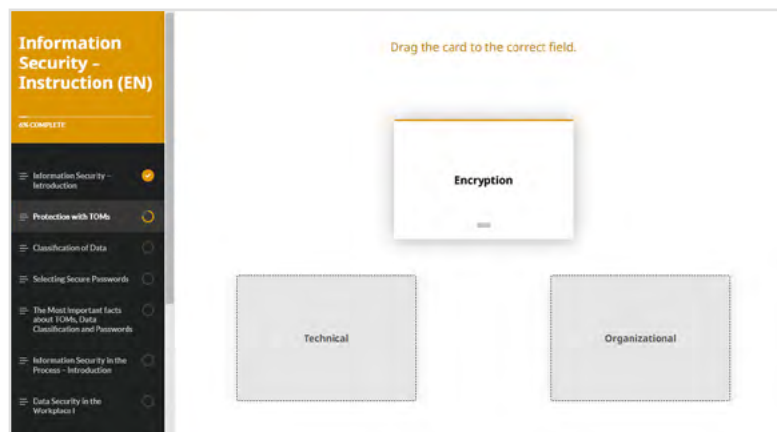 Information
Security –
Instruction (EN)
Information Security –
Introduction
Protection with TOMs
Classification of Data
Selecting Secure Passwords
The Most Important facts
about TOMs, Data
Classification and Passwords
Information Security in the
Process – Introduction
Data Security in the
Workplace I
Drag the card to the correct field.
Encryption
Technical
Organizational